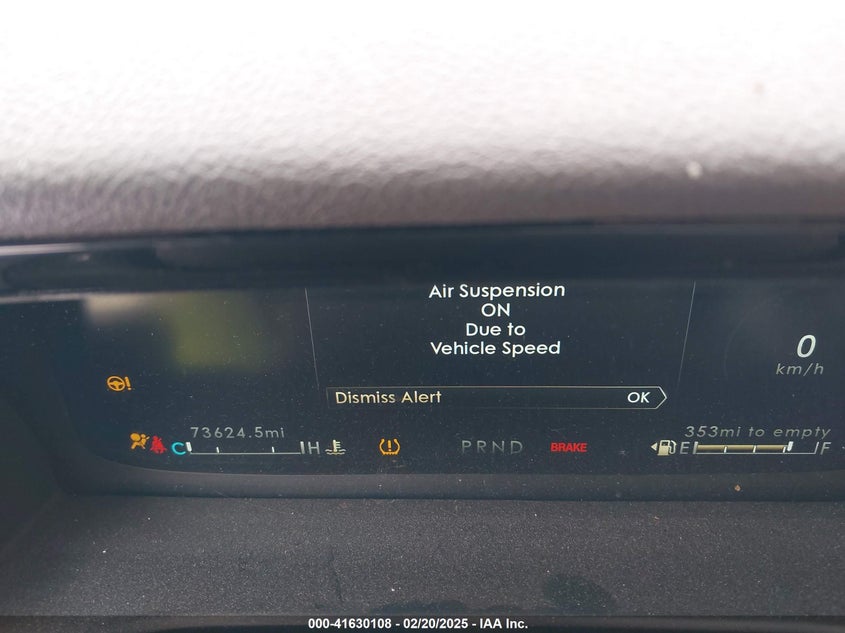 Air Suspension
ON
Due to
Vehicle Speed
0
km/h
Dismiss Alert OK
73624.5mi
353mi to empty
C H
PRND
BRAKE
E F
000-41630108 - 02/20/2025 - IAA Inc.